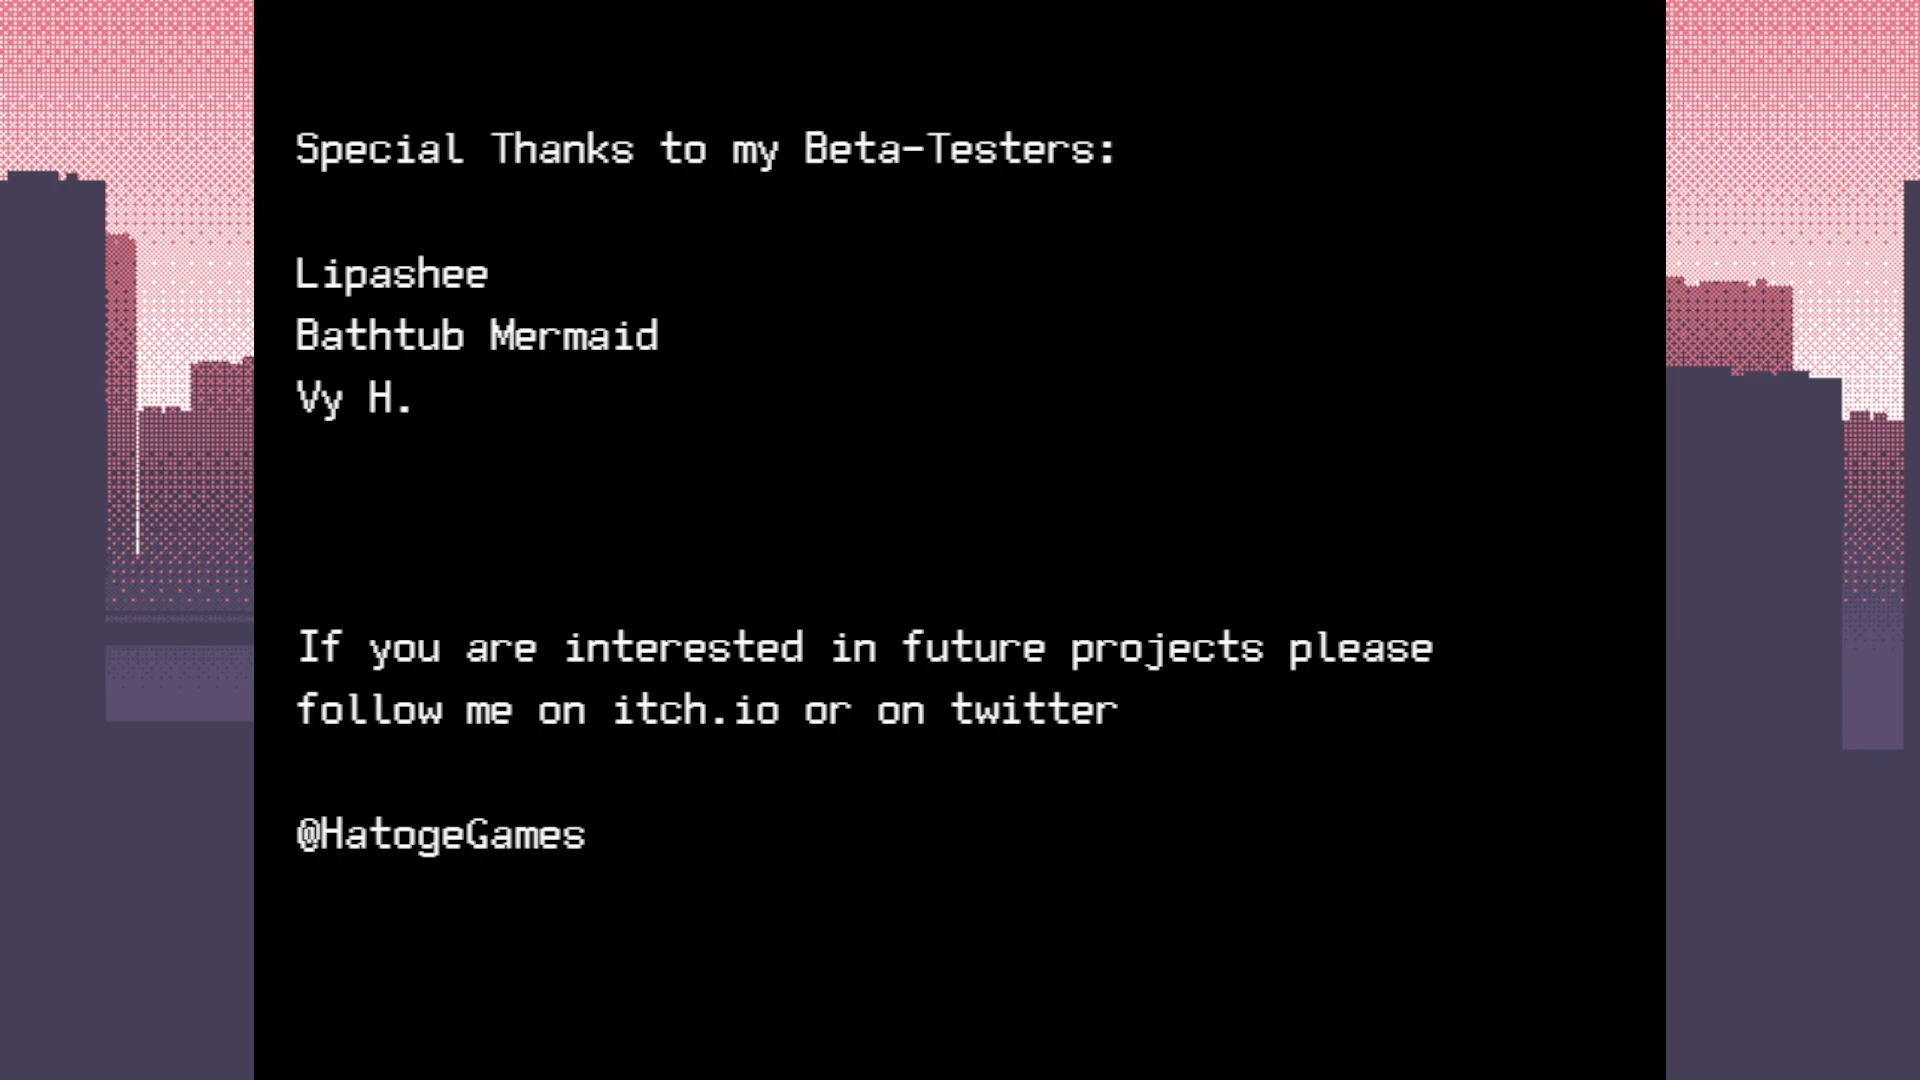 Special Thanks to my Beta-Testers:
Lipashee
Bathtub Mermaid
Vy H.
If you are interested in future projects please
follow me on itch.io or on twitter
@HatogeGames